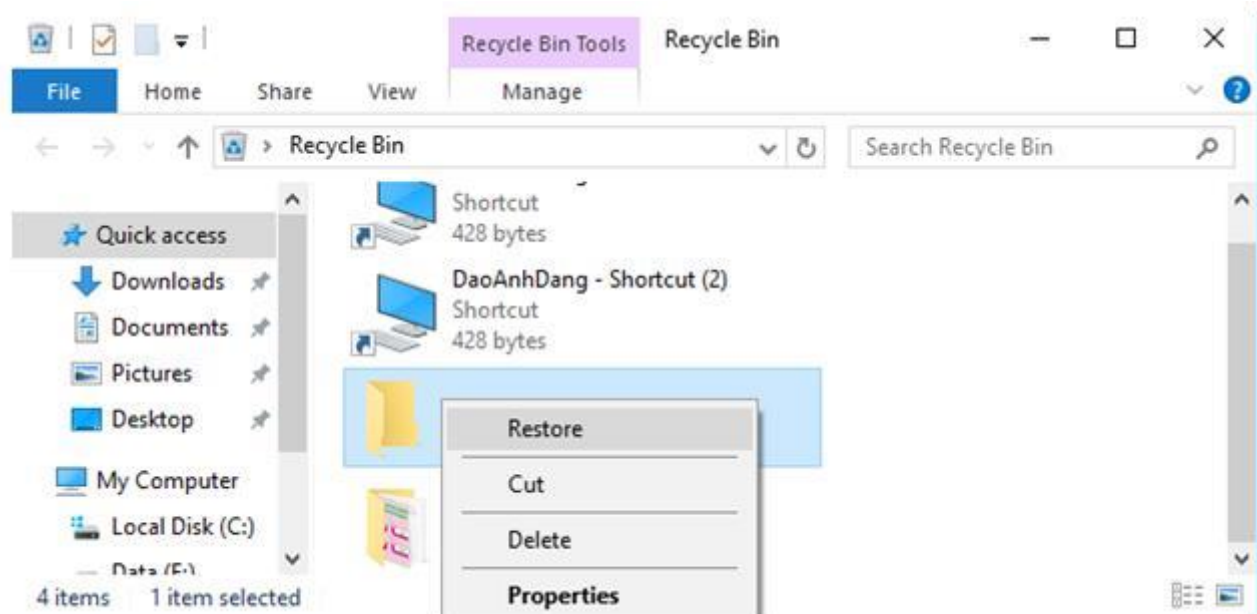 Recycle Bin Tools
Recycle Bin
File
Home
Share
View
Manage
Recycle Bin
Search Recycle Bin
Quick access
Downloads
Documents
Pictures
Desktop
My Computer
Local Disk (C:)
Data (F:)
Shortcut
428 bytes
DaoAnhDang - Shortcut (2)
Shortcut
428 bytes
Restore
Cut
Delete
Properties
4 items
1 item selected